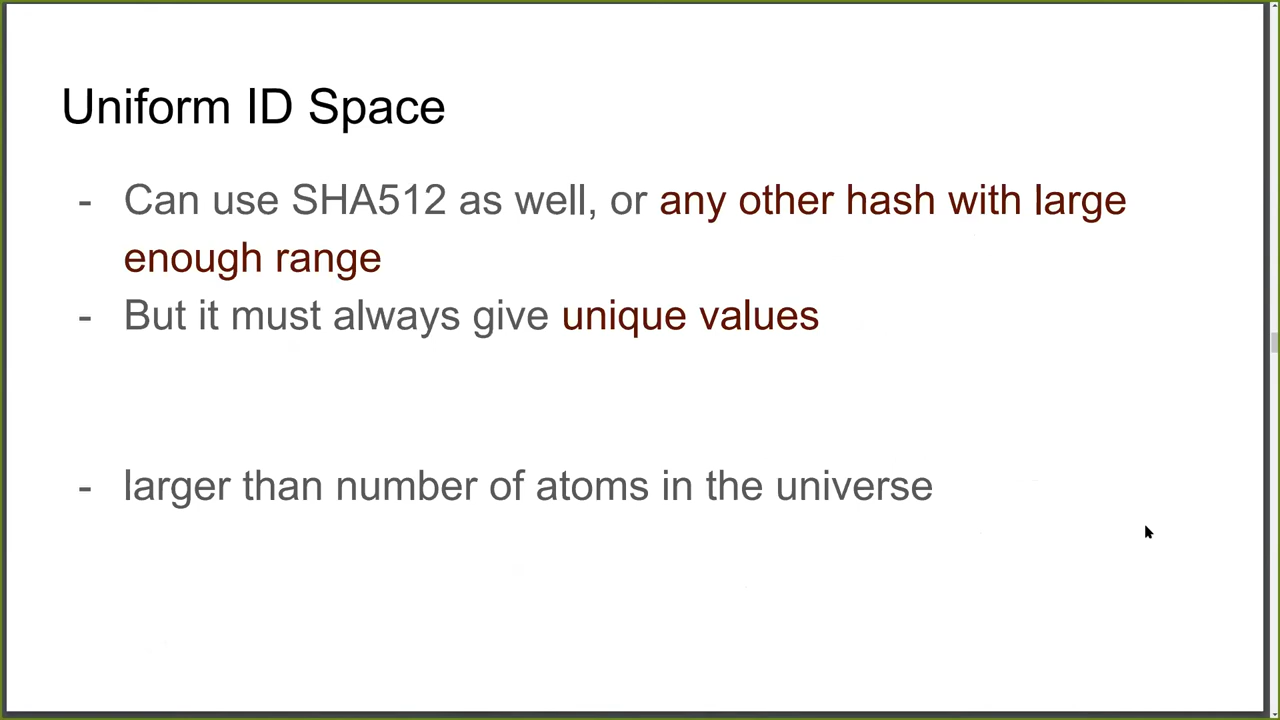 Uniform ID Space
- Can use SHA512 as well, or any other hash with large
enough range
- But it must always give unique values
- larger than number of atoms in the universe